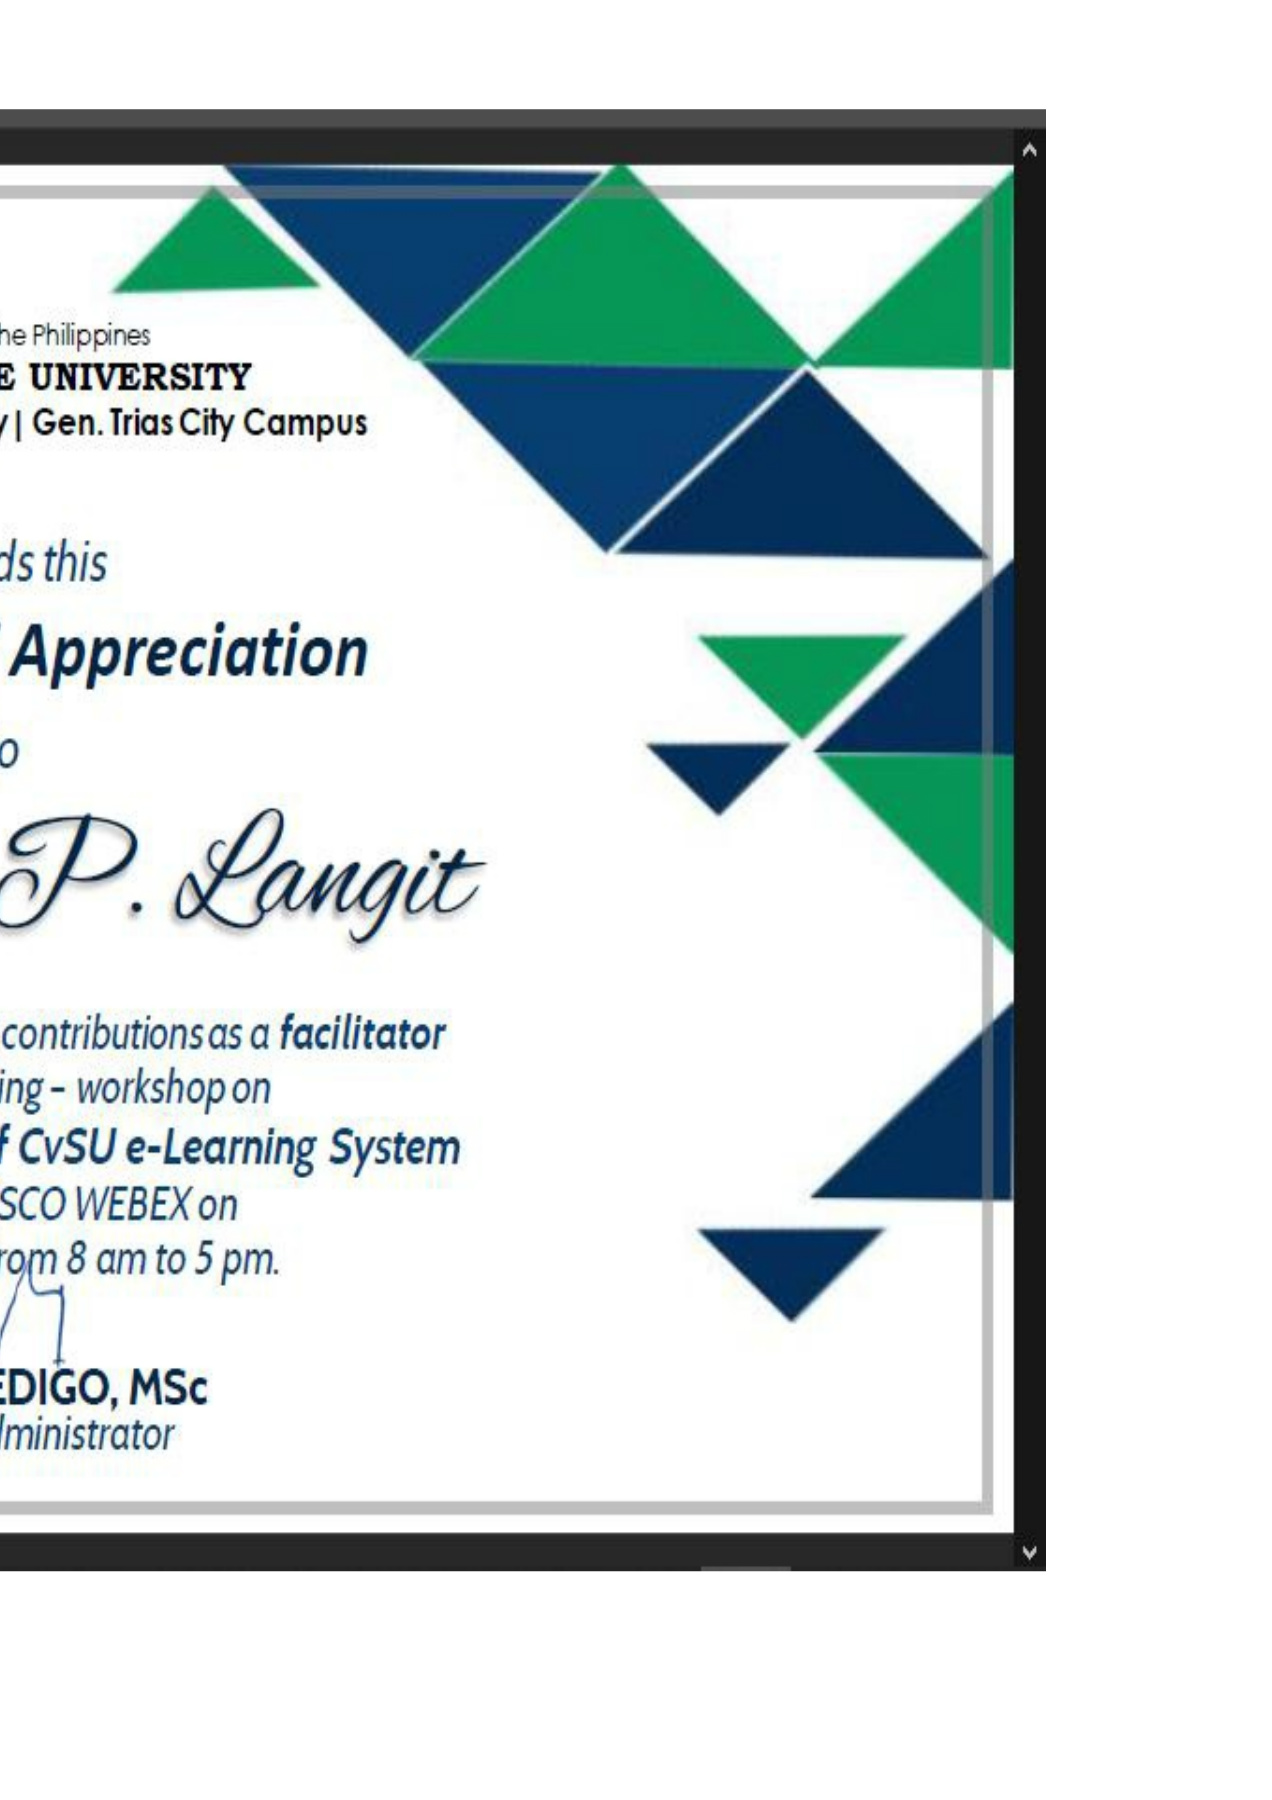 he Philippines
E UNIVERSITY
y | Gen. Trias City Campus
ds this
Appreciation
o
P. Langit
contributions as a facilitator
ing – workshop on
f CvSU e-Learning System
SCO WEBEX on
rom 8 am to 5 pm.
EDIGO, MSc
dministrator